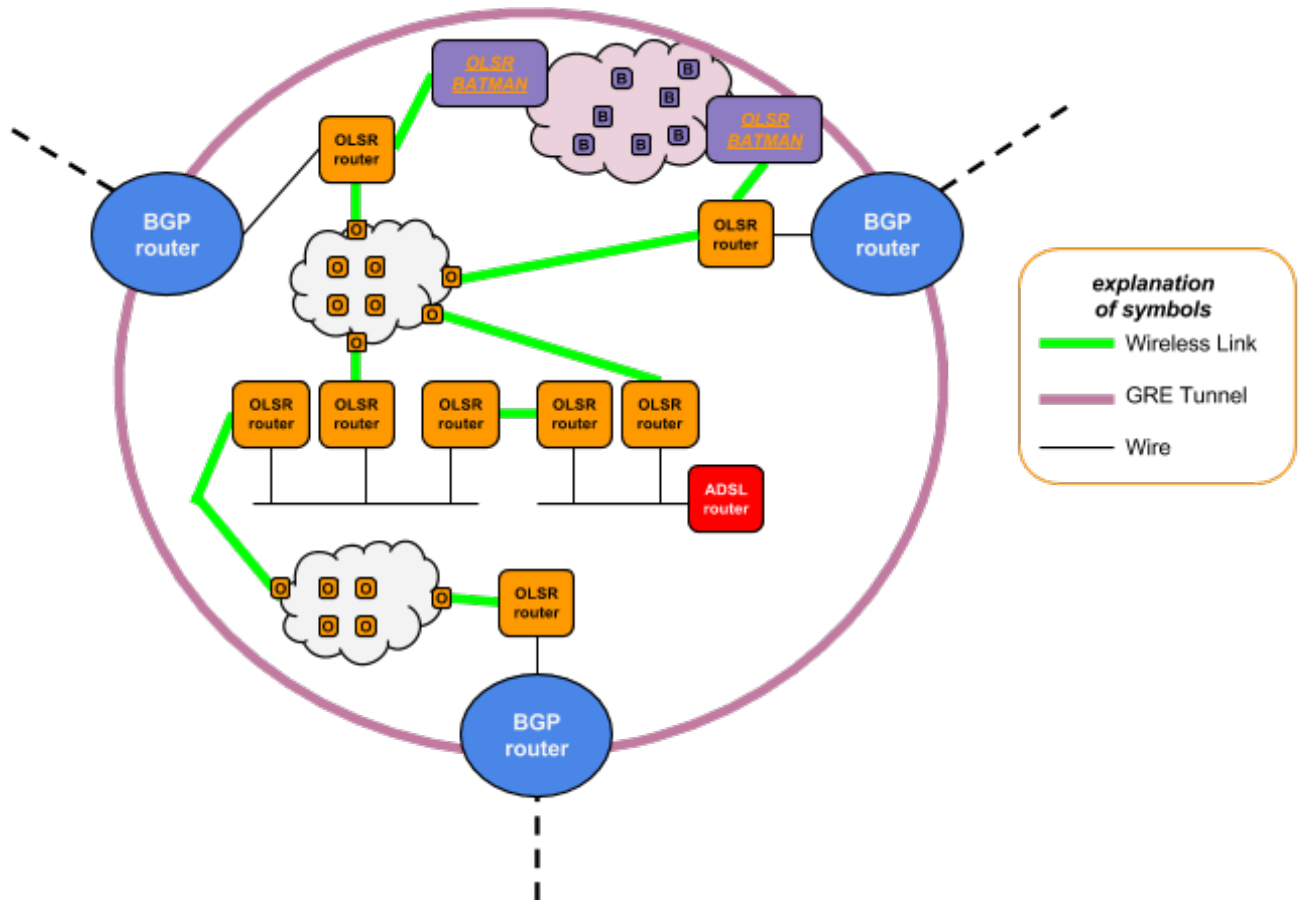 OLSR
BATMAN
B
B
B
B
B
B
B
OLSR
BATMAN
OLSR
router
BGP
router
OLSR
router
BGP
router
O
O
O
O
O
O
O
O
explanation
of symbols
Wireless Link
GRE Tunnel
Wire
OLSR
router
OLSR
router
OLSR
router
OLSR
router
OLSR
router
ADSL
router
O
O
O
O
O
O
OLSR
router
BGP
router